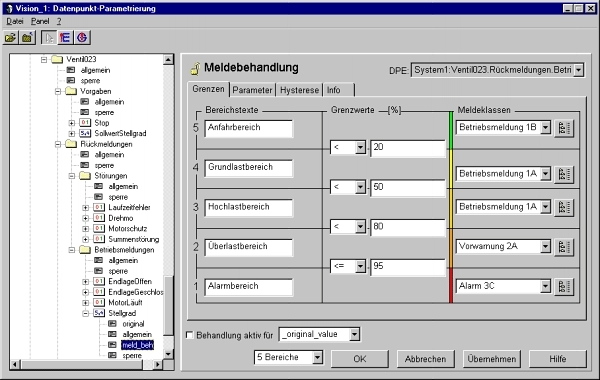 Vision_1: Datenpunkt-Parametrierung
Datei Panel ?
Ventil023
allgemein
sperre
Vorgaben
allgemein
sperre
Stop
SollwertStellgrad
Rückmeldungen
allgemein
sperre
Störungen
allgemein
sperre
Laufzeitfehler
Drehmo
Motorschutz
Summenstörung
Betriebsmeldungen
allgemein
sperre
EndlageOffen
EndlageGeschlos
MotorLäuft
Stellgrad
original
allgemein
meld_beh
sperre
Meldebehandlung
DPE: System1:Ventil023.Rückmeldungen.Betri
Grenzen Parameter Hysterese Info
Bereichstexte Grenzwerte [%] Meldeklassen
5 Anfahrbereich Betriebsmeldung 1B
< 20
4 Grundlastbereich Betriebsmeldung 1A
< 50
3 Hochlastbereich Betriebsmeldung 1A
< 80
2 Überlastbereich Vorwarnung 2A
<= 95
1 Alarmbereich Alarm 3C
Behandlung aktiv für _original_value
5 Bereiche OK Abbrechen Übernehmen Hilfe